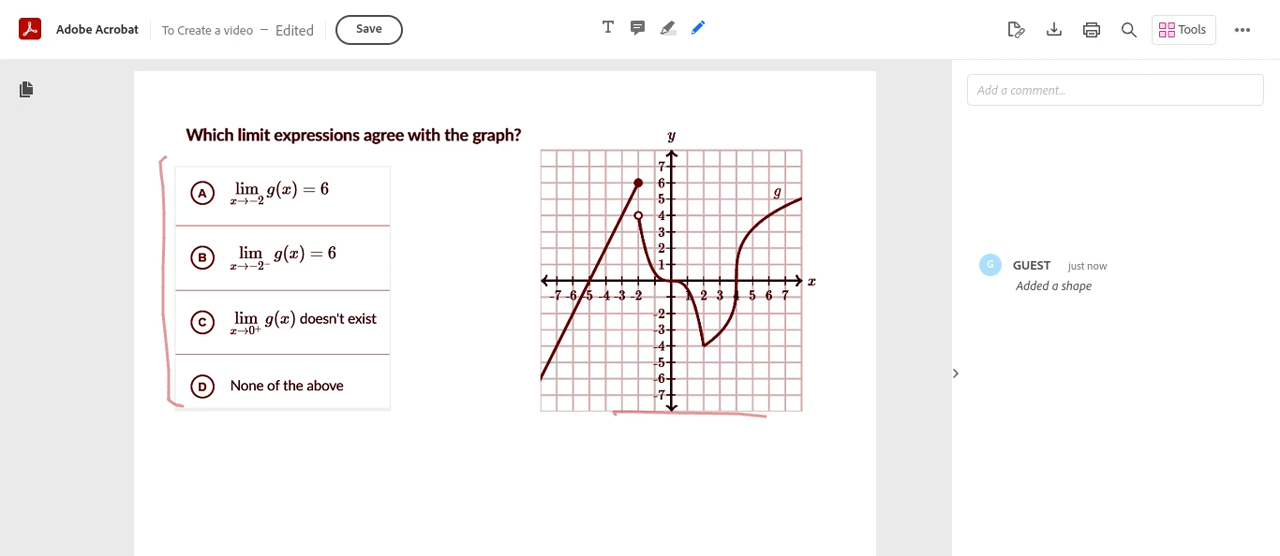 Adobe Acrobat To Create a video – Edited Save T Tools
Add a comment...
Which limit expressions agree with the graph?
A lim x→-2 g(x) = 6
B lim x→-2⁻ g(x) = 6
C lim x→0⁺ g(x) doesn't exist
D None of the above
y
7
6
5
4
3
2
1
g
x
-7 -6 -5 -4 -3 -2 1 2 3 4 5 6 7
-2
-3
-4
-5
-6
-7
G GUEST just now
Added a shape